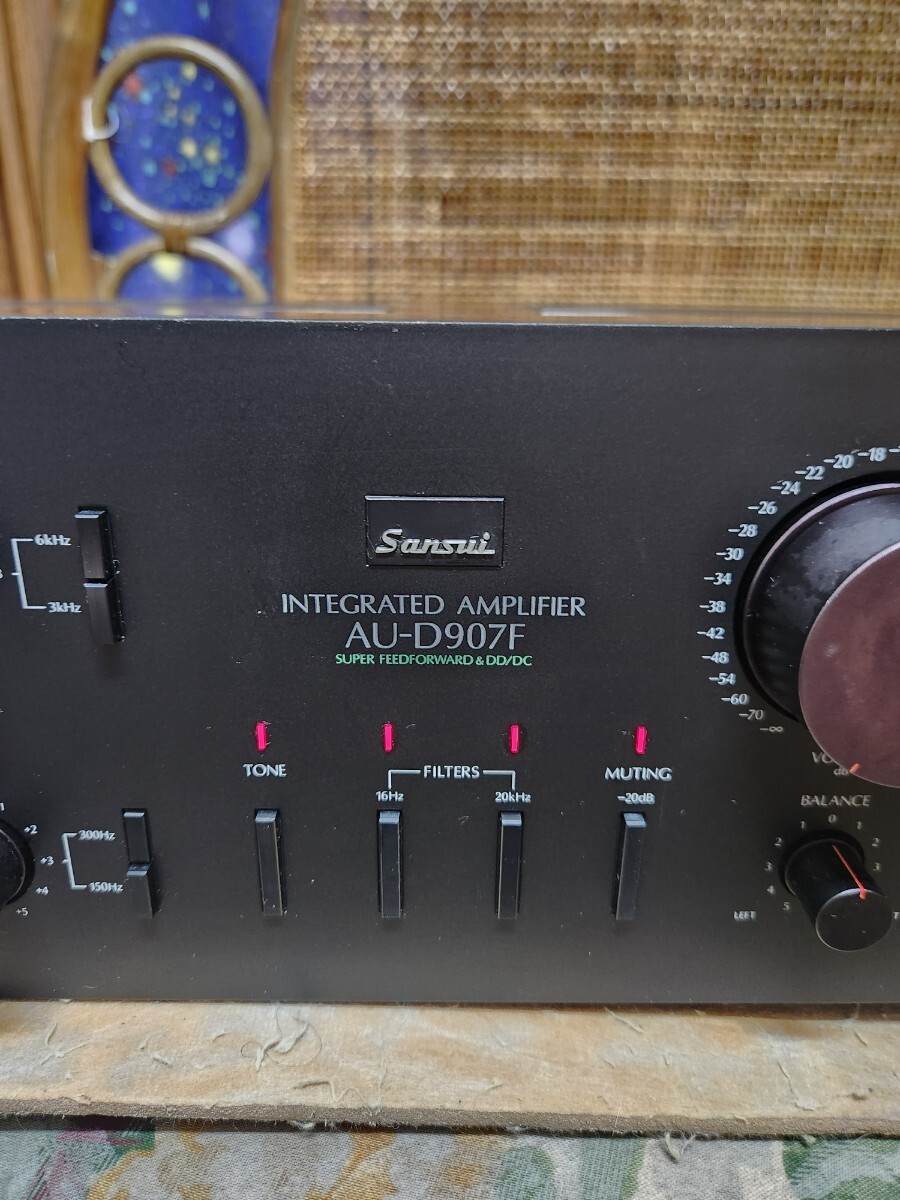 Sansui
INTEGRATED AMPLIFIER
AU-D907F
SUPER FEEDFORWARD & DD/DC
6kHz
3kHz
-18
-20
-22
-24
-26
-28
-30
-34
-38
-42
-48
-54
-60
-70
-∞
dB
TONE
FILTERS
16Hz
20kHz
MUTING
-20dB
BALANCE
1 0 1
2 2
3 3
4
5
LEFT
+2
+3
+4
+5
300Hz
150Hz